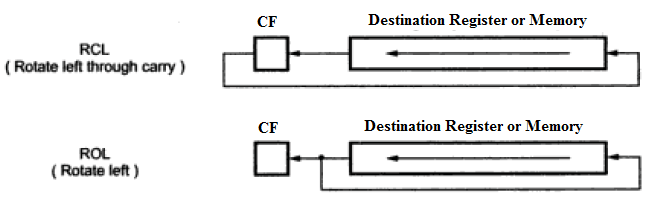 CF
Destination Register or Memory
RCL
( Rotate left through carry )
CF
Destination Register or Memory
ROL
( Rotate left )